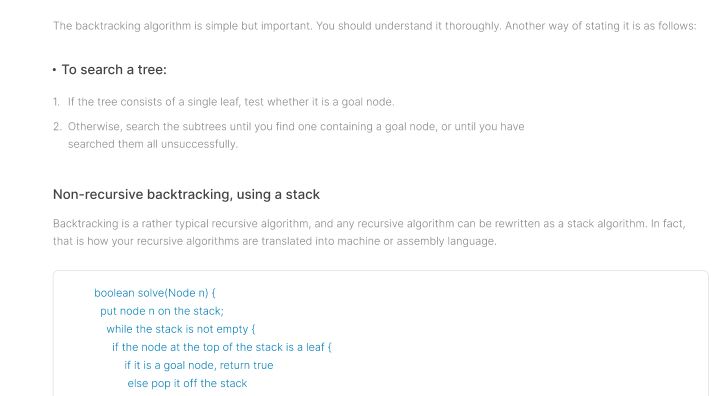 The backtracking algorithm is simple but important. You should understand it thoroughly. Another way of stating it is as follows:
• To search a tree:
1. If the tree consists of a single leaf, test whether it is a goal node.
2. Otherwise, search the subtrees until you find one containing a goal node, or until you have
searched them all unsuccessfully.
Non-recursive backtracking, using a stack
Backtracking is a rather typical recursive algorithm, and any recursive algorithm can be rewritten as a stack algorithm. In fact,
that is how your recursive algorithms are translated into machine or assembly language.
boolean solve(Node n) {
put node n on the stack;
while the stack is not empty {
if the node at the top of the stack is a leaf {
if it is a goal node, return true
else pop it off the stack